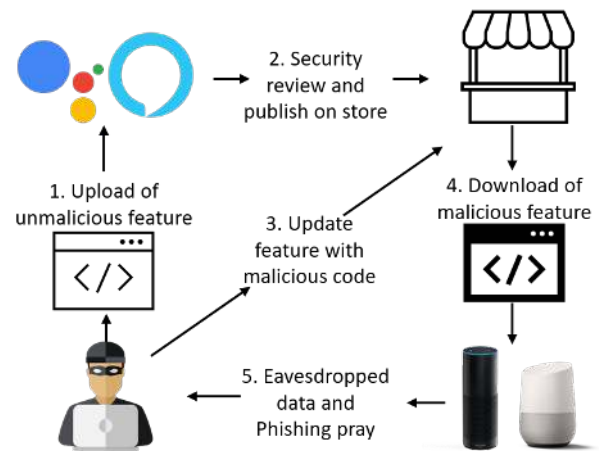 2. Security
review and
publish on store
1. Upload of
unmalicious feature
3. Update
feature with
malicious code
4. Download of
malicious feature
</>
</>
5. Eavesdropped
data and
Phishing pray